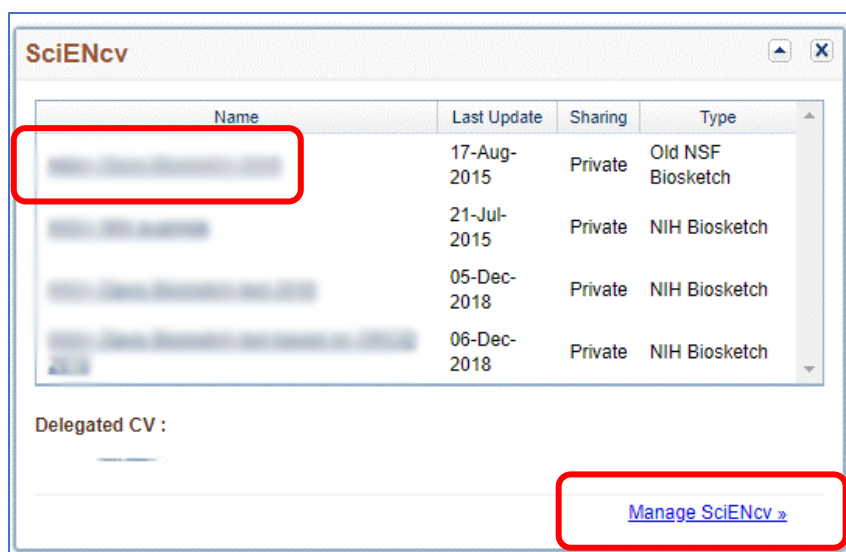 SciENcv
Name Last Update Sharing Type
17-Aug-
2015 Private Old NSF
Biosketch
21-Jul-
2015 Private NIH Biosketch
05-Dec-
2018 Private NIH Biosketch
06-Dec-
2018 Private NIH Biosketch
Delegated CV :
Manage SciENcv »